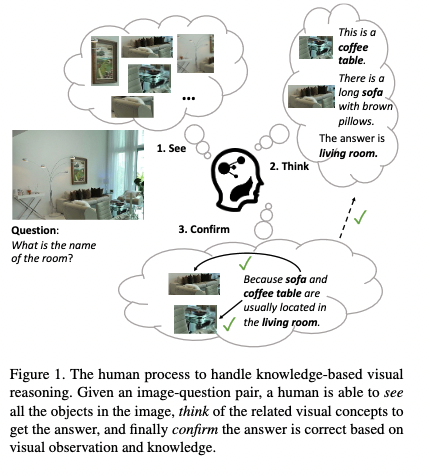 This is a
coffee
table.
There is a
long sofa
with brown
pillows.
The answer is
living room.
...
1. See
2. Think
Question:
What is the name
of the room?
3. Confirm
Because sofa and
coffee table are
usually located in
the living room.
Figure 1. The human process to handle knowledge-based visual
reasoning. Given an image-question pair, a human is able to see
all the objects in the image, think of the related visual concepts to
get the answer, and finally confirm the answer is correct based on
visual observation and knowledge.